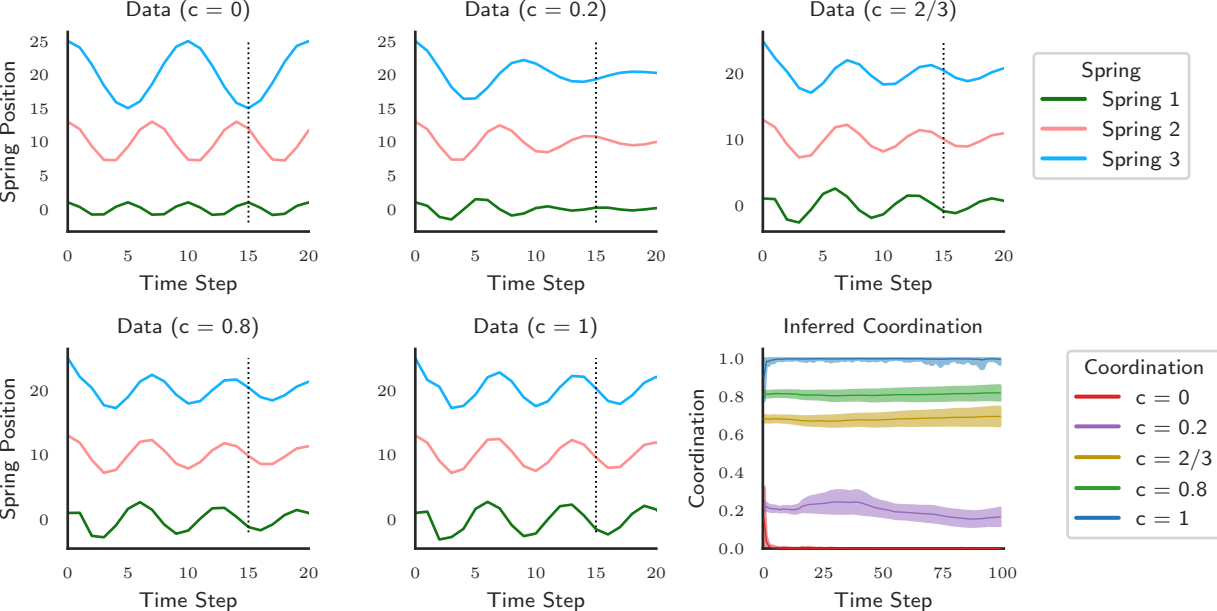 Data (c = 0)
Spring Position
25
20
15
10
5
0
0 5 10 15 20
Time Step
Data (c = 0.2)
25
20
15
10
5
0
0 5 10 15 20
Time Step
Data (c = 2/3)
20
10
0
0 5 10 15 20
Time Step
Spring
Spring 1
Spring 2
Spring 3
Data (c = 0.8)
Spring Position
20
10
0
0 5 10 15 20
Time Step
Data (c = 1)
20
10
0
0 5 10 15 20
Time Step
Inferred Coordination
Coordination
1.0
0.8
0.6
0.4
0.2
0.0
0 25 50 75 100
Time Step
Coordination
c = 0
c = 0.2
c = 2/3
c = 0.8
c = 1